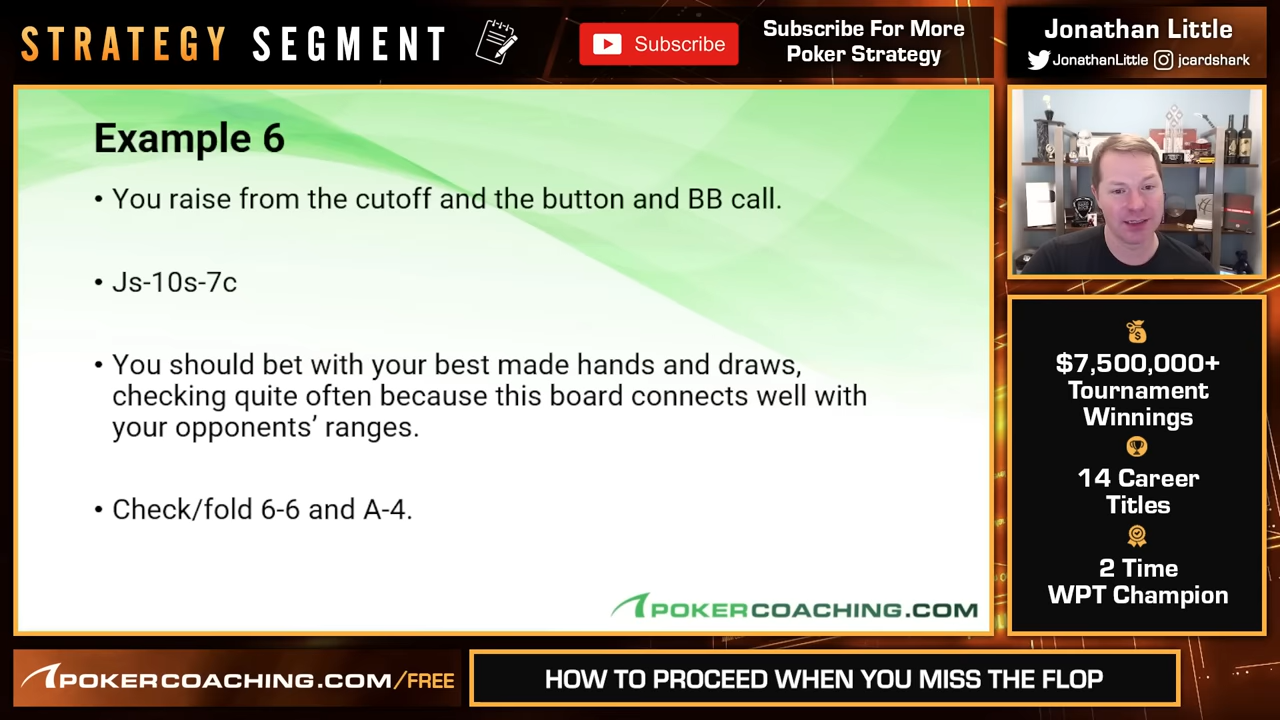 STRATEGY SEGMENT
Subscribe
Subscribe For More
Poker Strategy
Jonathan Little
JonathanLittle jcardshark
Example 6
• You raise from the cutoff and the button and BB call.
• Js-10s-7c
• You should bet with your best made hands and draws,
checking quite often because this board connects well with
your opponents’ ranges.
• Check/fold 6-6 and A-4.
POKERCOACHING.COM
$7,500,000+
Tournament
Winnings
14 Career
Titles
2 Time
WPT Champion
POKERCOACHING.COM/FREE
HOW TO PROCEED WHEN YOU MISS THE FLOP